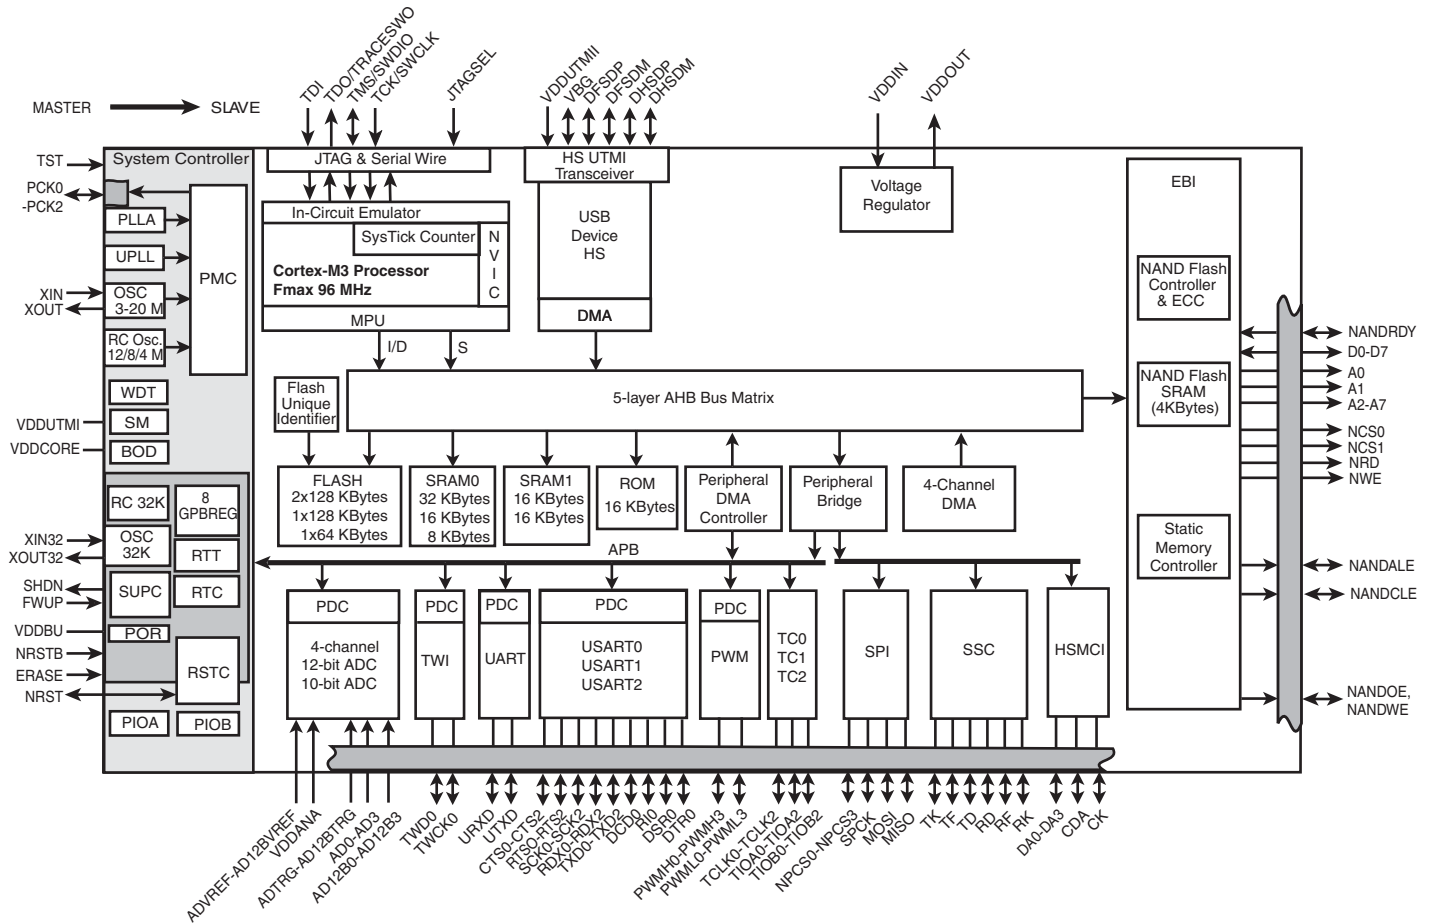 MASTER
SLAVE
TDI
TDO/TRACESWO
TMS/SWDIO
TCK/SWCLK
JTAGSEL
VDDUTMII
VBG
DFSDP
DFSDM
DHSDP
DHSDM
VDDIN
VDDOUT
TST
PCK0
-PCK2
XIN
XOUT
VDDUTMI
VDDCORE
XIN32
XOUT32
SHDN
FWUP
VDDBU
NRSTB
ERASE
NRST
System Controller
PLLA
UPLL
OSC
3-20 M
RC Osc.
12/8/4 M
PMC
WDT
SM
BOD
RC 32K
8
GPBREG
OSC
32K
RTT
SUPC
RTC
POR
RSTC
PIOA
PIOB
JTAG & Serial Wire
In-Circuit Emulator
SysTick Counter
N
V
I
C
Cortex-M3 Processor
Fmax 96 MHz
MPU
I/D
S
HS UTMI
Transceiver
USB
Device
HS
DMA
Voltage
Regulator
Flash
Unique
Identifier
5-layer AHB Bus Matrix
FLASH
2x128 KBytes
1x128 KBytes
1x64 KBytes
SRAM0
32 KBytes
16 KBytes
8 KBytes
SRAM1
16 KBytes
16 KBytes
ROM
16 KBytes
Peripheral
DMA
Controller
Peripheral
Bridge
4-Channel
DMA
APB
PDC
4-channel
12-bit ADC
10-bit ADC
PDC
TWI
PDC
UART
PDC
USART0
USART1
USART2
PDC
PWM
TC0
TC1
TC2
SPI
SSC
HSMCI
EBI
NAND Flash
Controller
& ECC
NAND Flash
SRAM
(4KBytes)
Static
Memory
Controller
NANDRDY
D0-D7
A0
A1
A2-A7
NCS0
NCS1
NRD
NWE
NANDALE
NANDCLE
NANDOE,
NANDWE
ADVREF-AD12BVREF
VDDANA
ADTRG-AD12BTRG
AD0-AD3
AD12B0-AD12B3
TWD0
TWCK0
URXD
UTXD
CTS0-CTS2
RTS0-RTS2
SCK0-SCK2
RDX0-RDX2
TXD0-TXD2
DCD0
RI0
DSR0
DTR0
PWMH0-PWMH3
PWML0-PWML3
TCLK0-TCLK2
TIOA0-TIOA2
TIOB0-TIOB2
NPCS0-NPCS3
SPCK
MOSI
MISO
TK
TF
TD
RD
RF
RK
DA0-DA3
CDA
CK